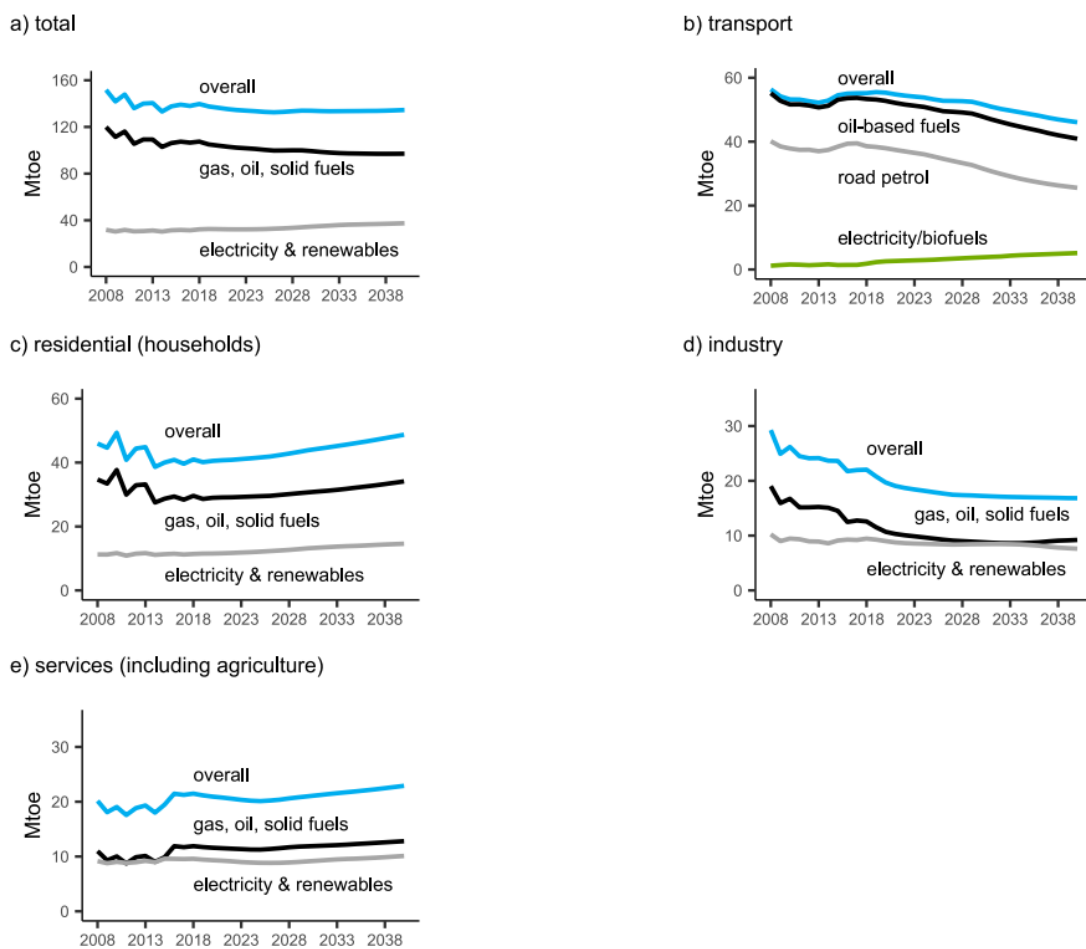 a) total
160
120
80
40
0
Mtoe
overall
gas, oil, solid fuels
electricity & renewables
2008 2013 2018 2023 2028 2033 2038
b) transport
60
40
20
0
Mtoe
overall
oil-based fuels
road petrol
electricity/biofuels
2008 2013 2018 2023 2028 2033 2038
c) residential (households)
60
40
20
0
Mtoe
overall
gas, oil, solid fuels
electricity & renewables
2008 2013 2018 2023 2028 2033 2038
d) industry
30
20
10
0
Mtoe
overall
gas, oil, solid fuels
electricity & renewables
2008 2013 2018 2023 2028 2033 2038
e) services (including agriculture)
30
20
10
0
Mtoe
overall
gas, oil, solid fuels
electricity & renewables
2008 2013 2018 2023 2028 2033 2038